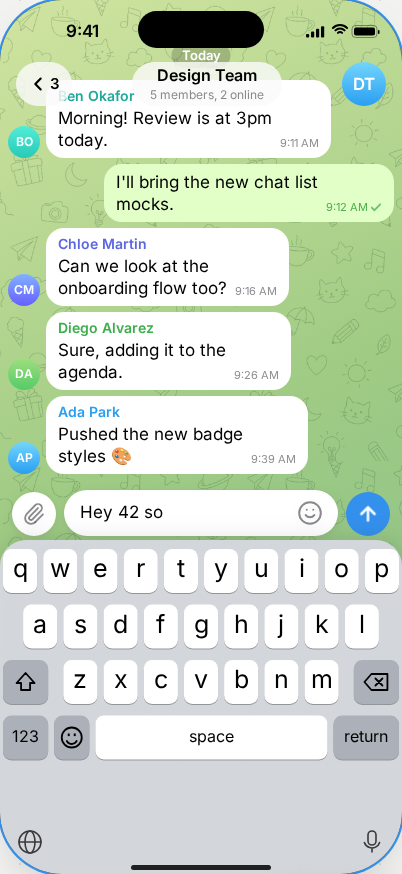 9:41
Today
3
Design Team
5 members, 2 online
DT
Ben Okafor
Morning! Review is at 3pm
today.
9:11 AM
BO
I'll bring the new chat list
mocks.
9:12 AM
Chloe Martin
Can we look at the
onboarding flow too?
9:16 AM
CM
Diego Alvarez
Sure, adding it to the
agenda.
9:26 AM
DA
Ada Park
Pushed the new badge
styles 🎨
9:39 AM
AP
Hey 42 so
q w e r t y u i o p
a s d f g h j k l
z x c v b n m
123 space return